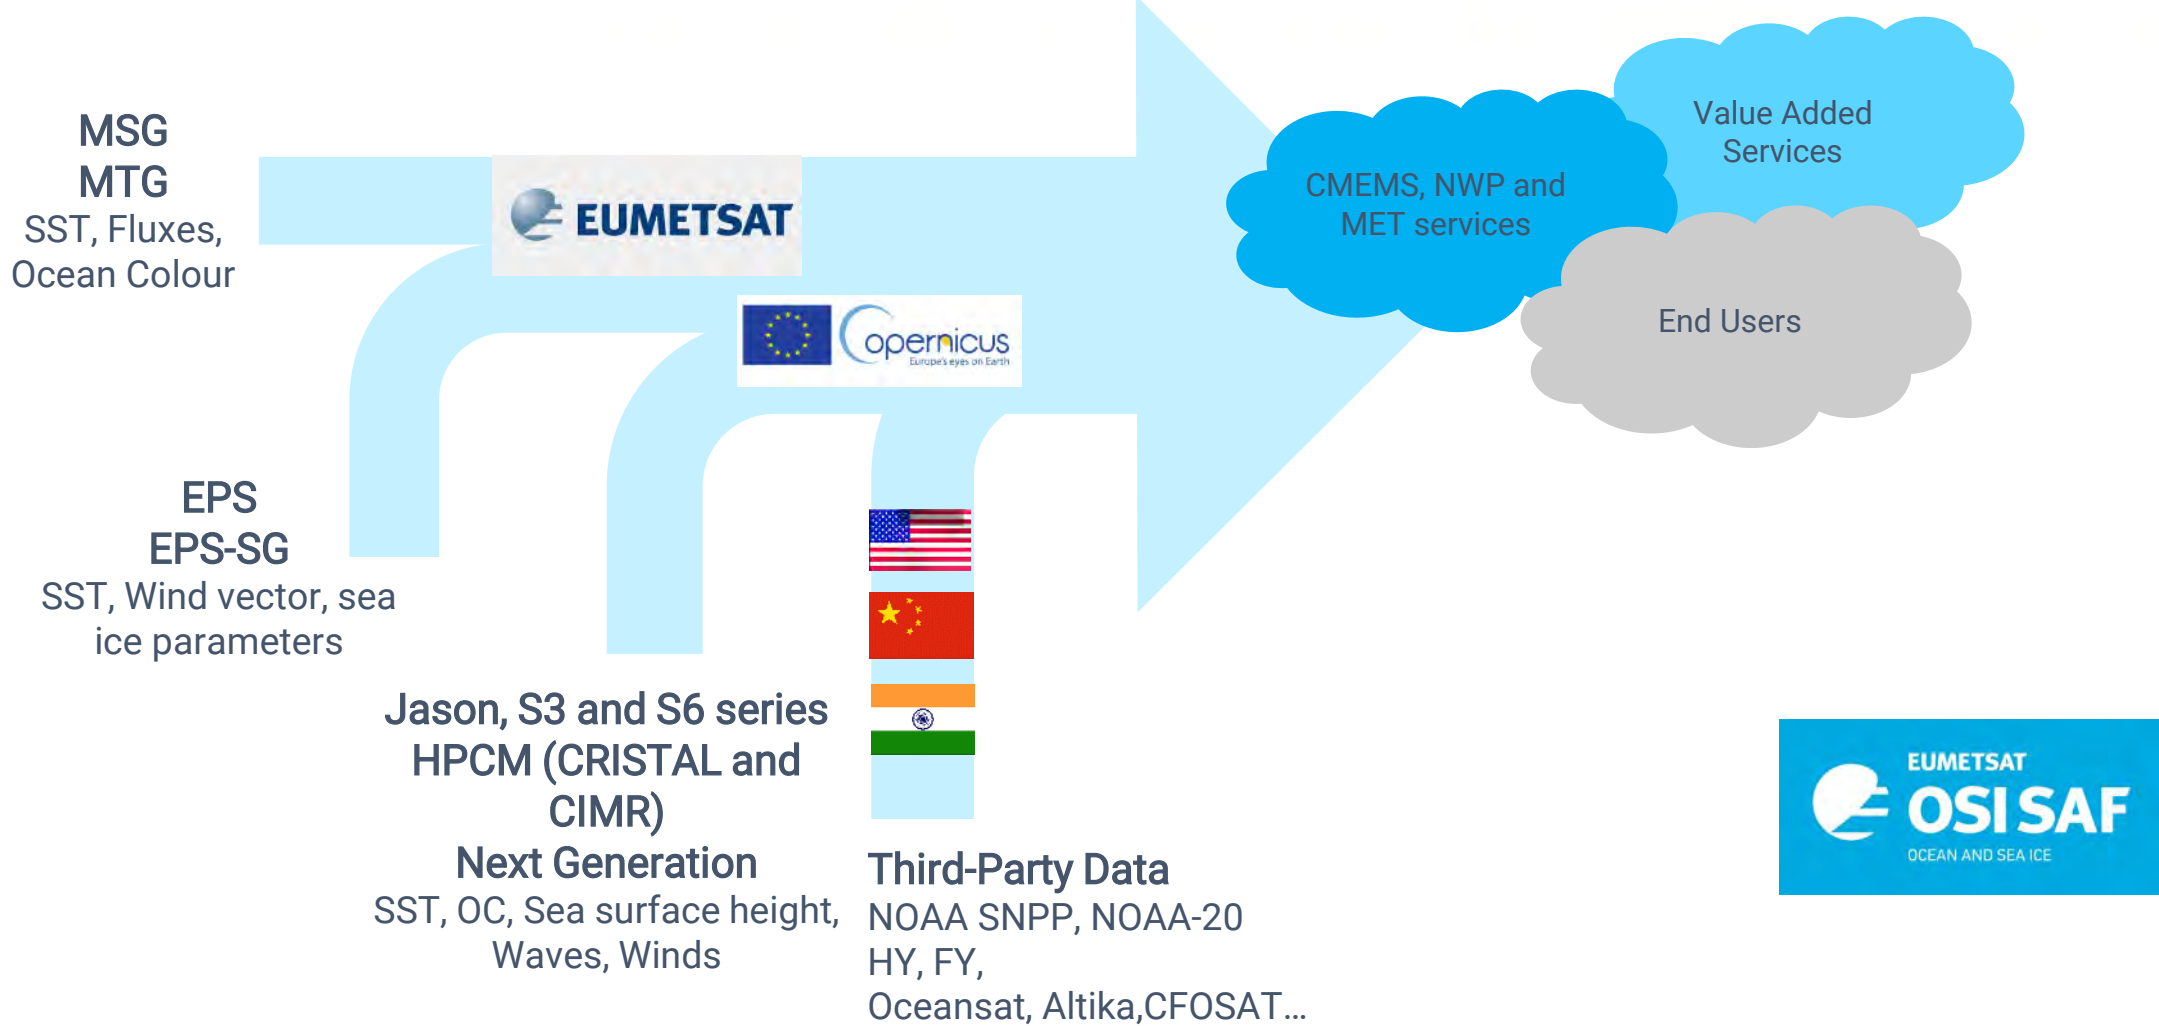 MSG
MTG
SST, Fluxes,
Ocean Colour
EUMETSAT
opernicus
Europe's eyes on Earth
CMEMS, NWP and
MET services
Value Added
Services
End Users
EPS
EPS-SG
SST, Wind vector, sea
ice parameters
Jason, S3 and S6 series
HPCM (CRISTAL and
CIMR)
Next Generation
SST, OC, Sea surface height,
Waves, Winds
Third-Party Data
NOAA SNPP, NOAA-20
HY, FY,
Oceansat, Altika,CFOSAT...
EUMETSAT
OSI SAF
OCEAN AND SEA ICE